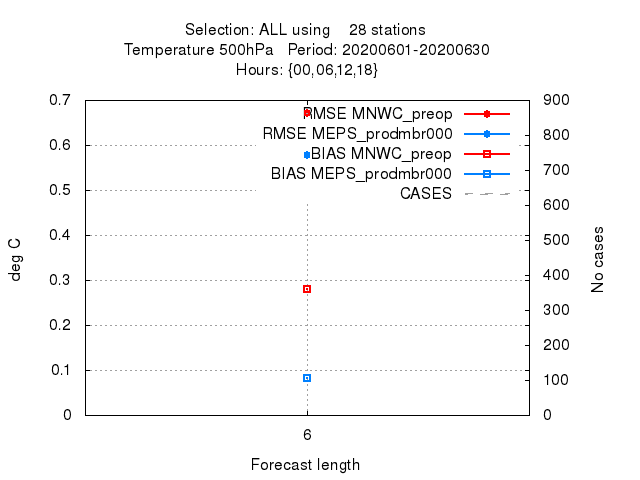 Selection: ALL using    28 stations
Temperature 500hPa   Period: 20200601-20200630
Hours: {00,06,12,18}
0.7
0.6
0.5
0.4
0.3
0.2
0.1
0
deg C
RMSE MNWC_preop
RMSE MEPS_prodmbr000
BIAS MNWC_preop
BIAS MEPS_prodmbr000
CASES
900
800
700
600
500
400
300
200
100
0
No cases
6
Forecast length